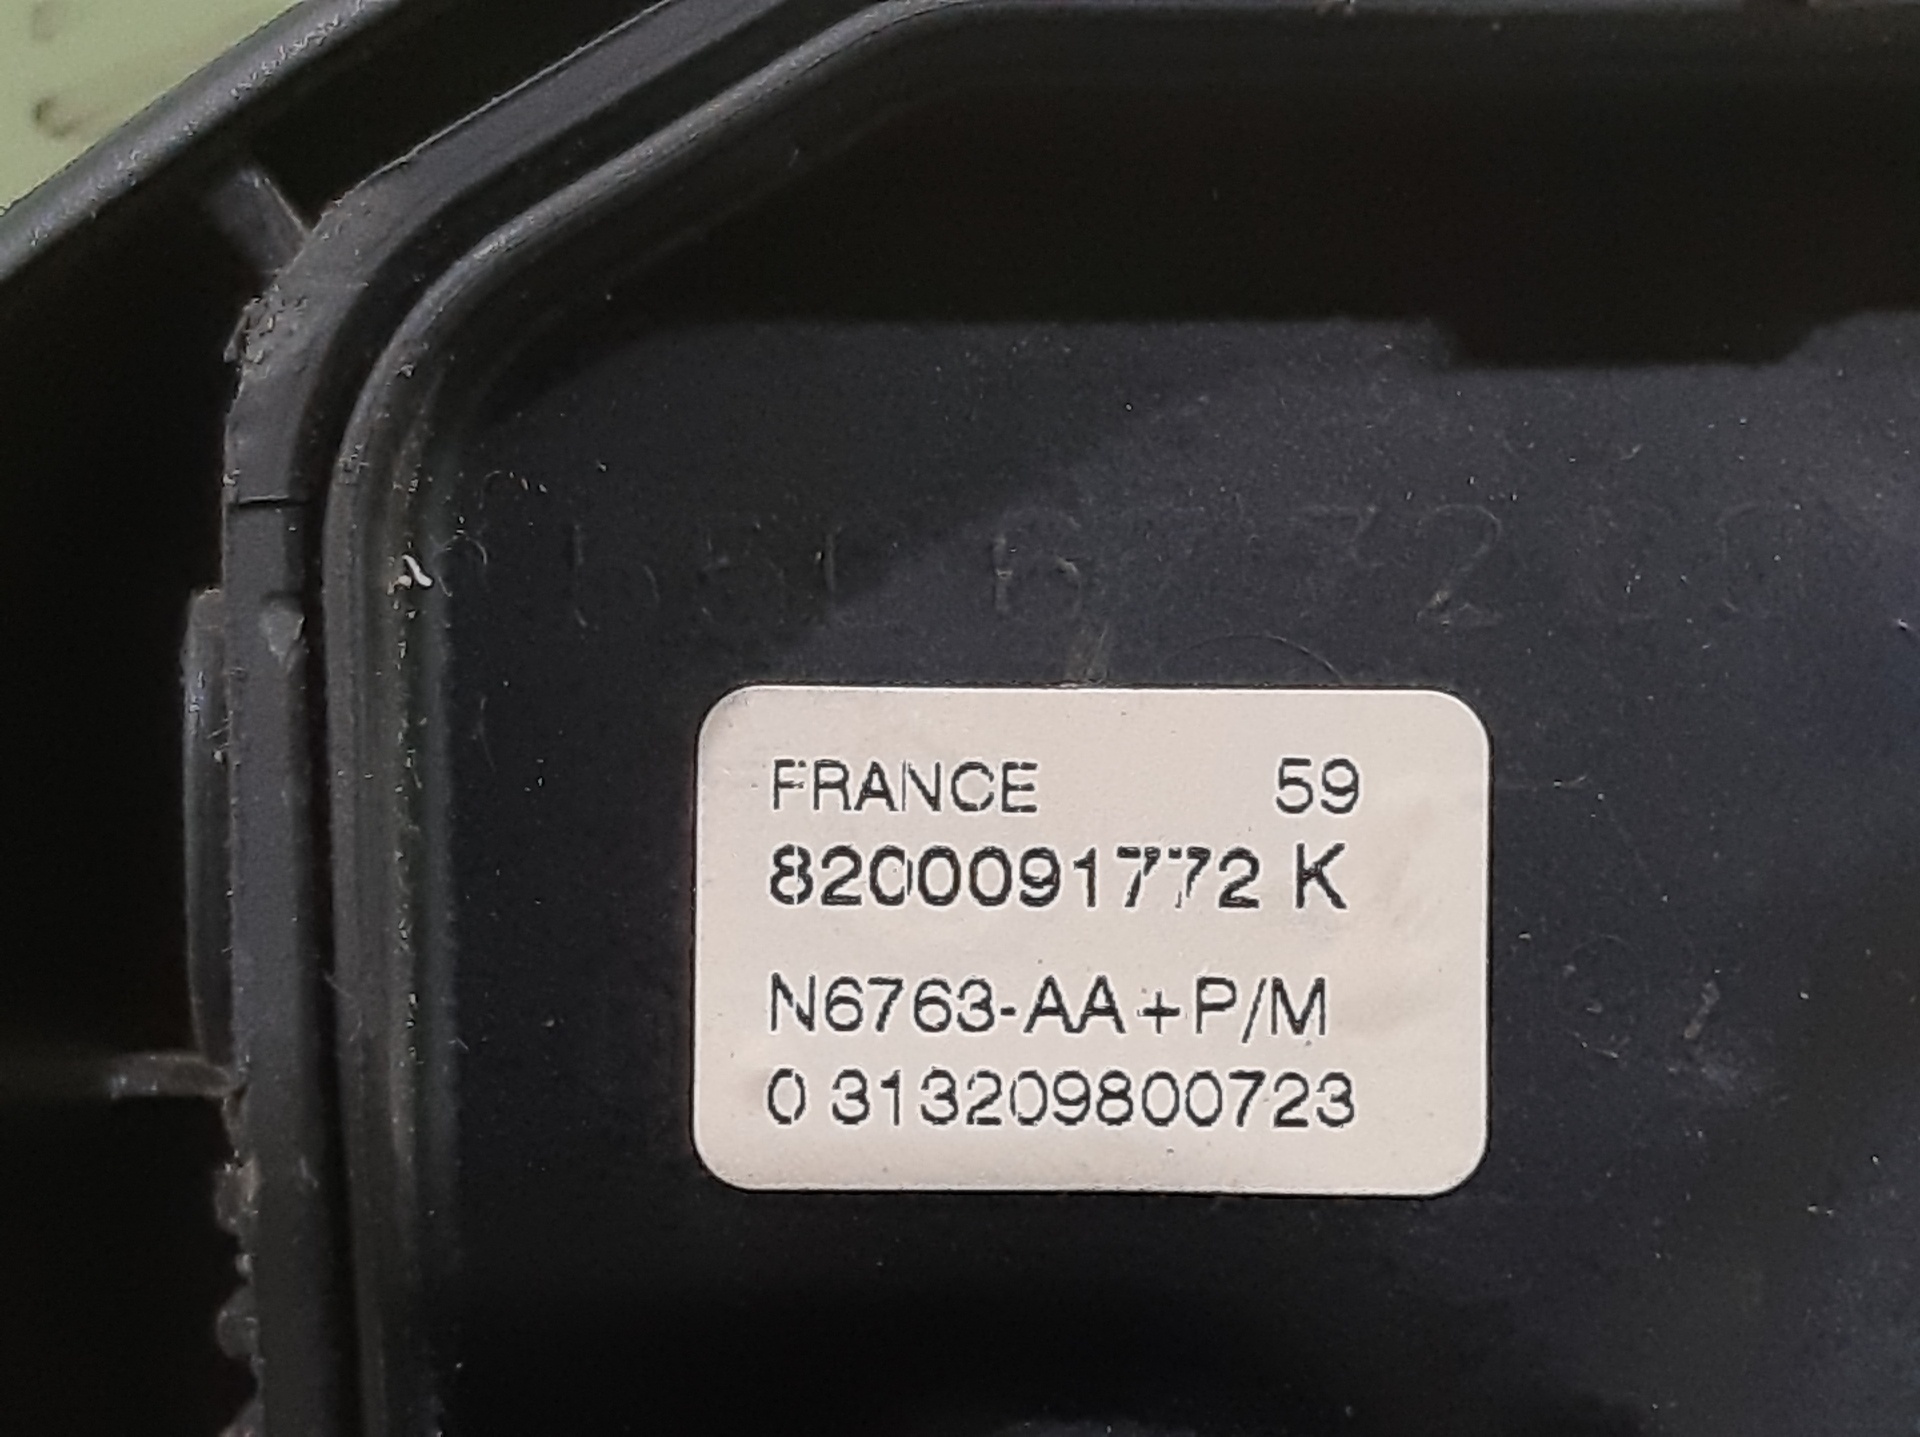 FRANCE 59
8200091772 K
N6763-AA+P/M
0 313209800723